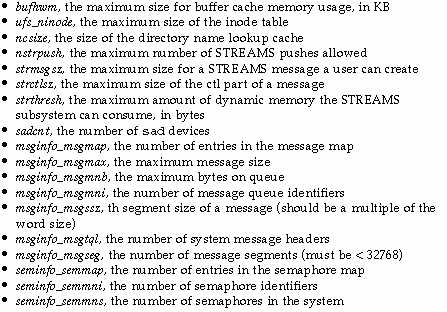 • bufhwm, the maximum size for buffer cache memory usage, in KB
• ufs_ninode, the maximum size of the inode table
• ncsize, the size of the directory name lookup cache
• nstrpush, the maximum number of STREAMS pushes allowed
• strmsgsz, the maximum size for a STREAMS message a user can create
• strctlsz, the maximum size of the ctl part of a message
• strthresh, the maximum amount of dynamic memory the STREAMS
subsystem can consume, in bytes
• sadcnt, the number of sad devices
• msginfo_msgmap, the number of entries in the message map
• msginfo_msgmax, the maximum message size
• msginfo_msgmnb, the maximum bytes on queue
• msginfo_msgmni, the number of message queue identifiers
• msginfo_msgssz, th segment size of a message (should be a multiple of the
word size)
• msginfo_msgtql, the number of system message headers
• msginfo_msgseg, the number of message segments (must be < 32768)
• seminfo_semmap, the number of entries in the semaphore map
• seminfo_semmni, the number of semaphore identifiers
• seminfo_semmns, the number of semaphores in the system